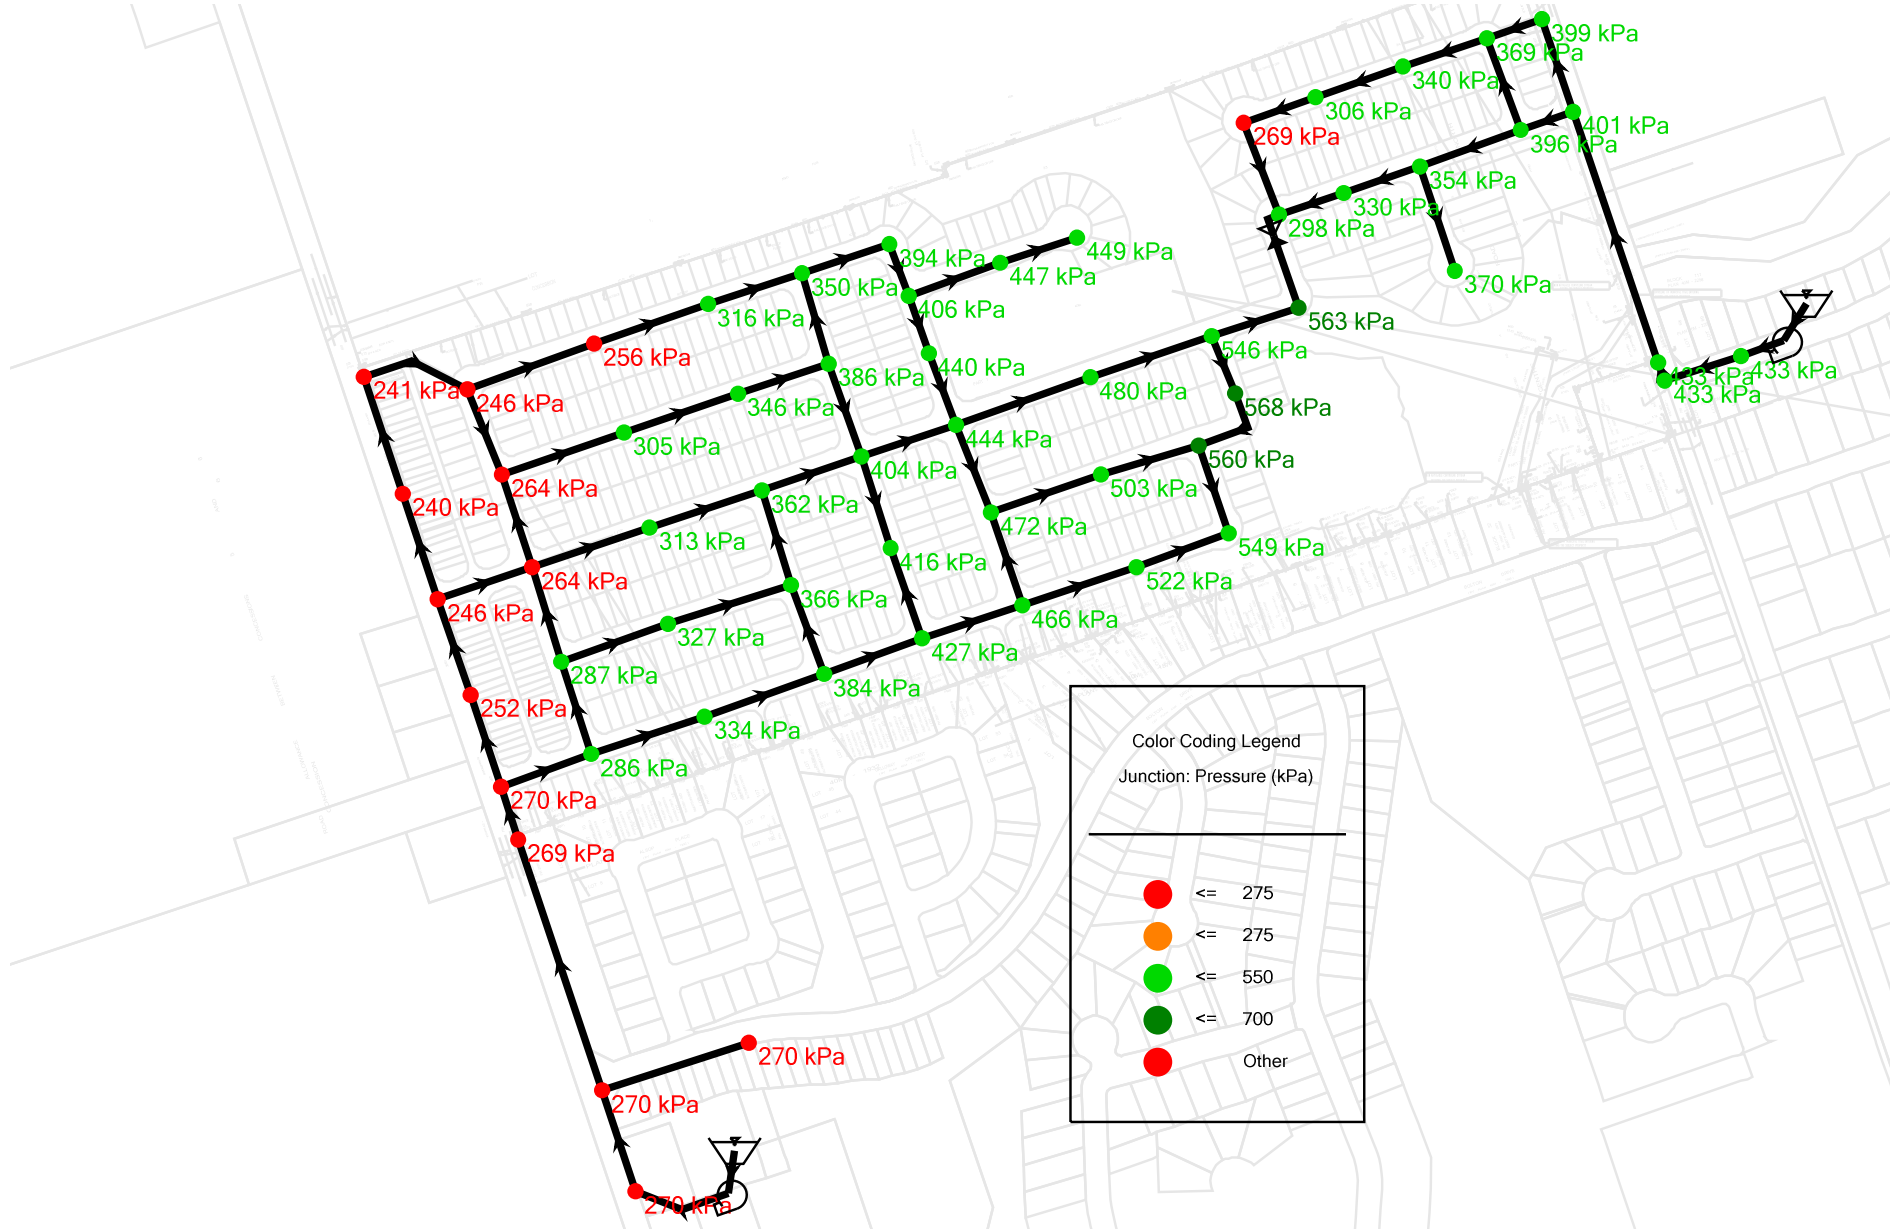 399 kPa
369 kPa
340 kPa
306 kPa
401 kPa
269 kPa
396 kPa
354 kPa
330 kPa
298 kPa
394 kPa
449 kPa
447 kPa
370 kPa
350 kPa
406 kPa
316 kPa
563 kPa
546 kPa
256 kPa
440 kPa
433 kPa
433 kPa
433 kPa
386 kPa
241 kPa
246 kPa
480 kPa
346 kPa
568 kPa
305 kPa
444 kPa
560 kPa
404 kPa
264 kPa
503 kPa
240 kPa
362 kPa
472 kPa
313 kPa
549 kPa
416 kPa
264 kPa
522 kPa
366 kPa
246 kPa
466 kPa
327 kPa
427 kPa
287 kPa
384 kPa
252 kPa
334 kPa
286 kPa
270 kPa
269 kPa
270 kPa
270 kPa
270 kPa
Color Coding Legend
Junction: Pressure (kPa)
<= 275
<= 275
<= 550
<= 700
Other